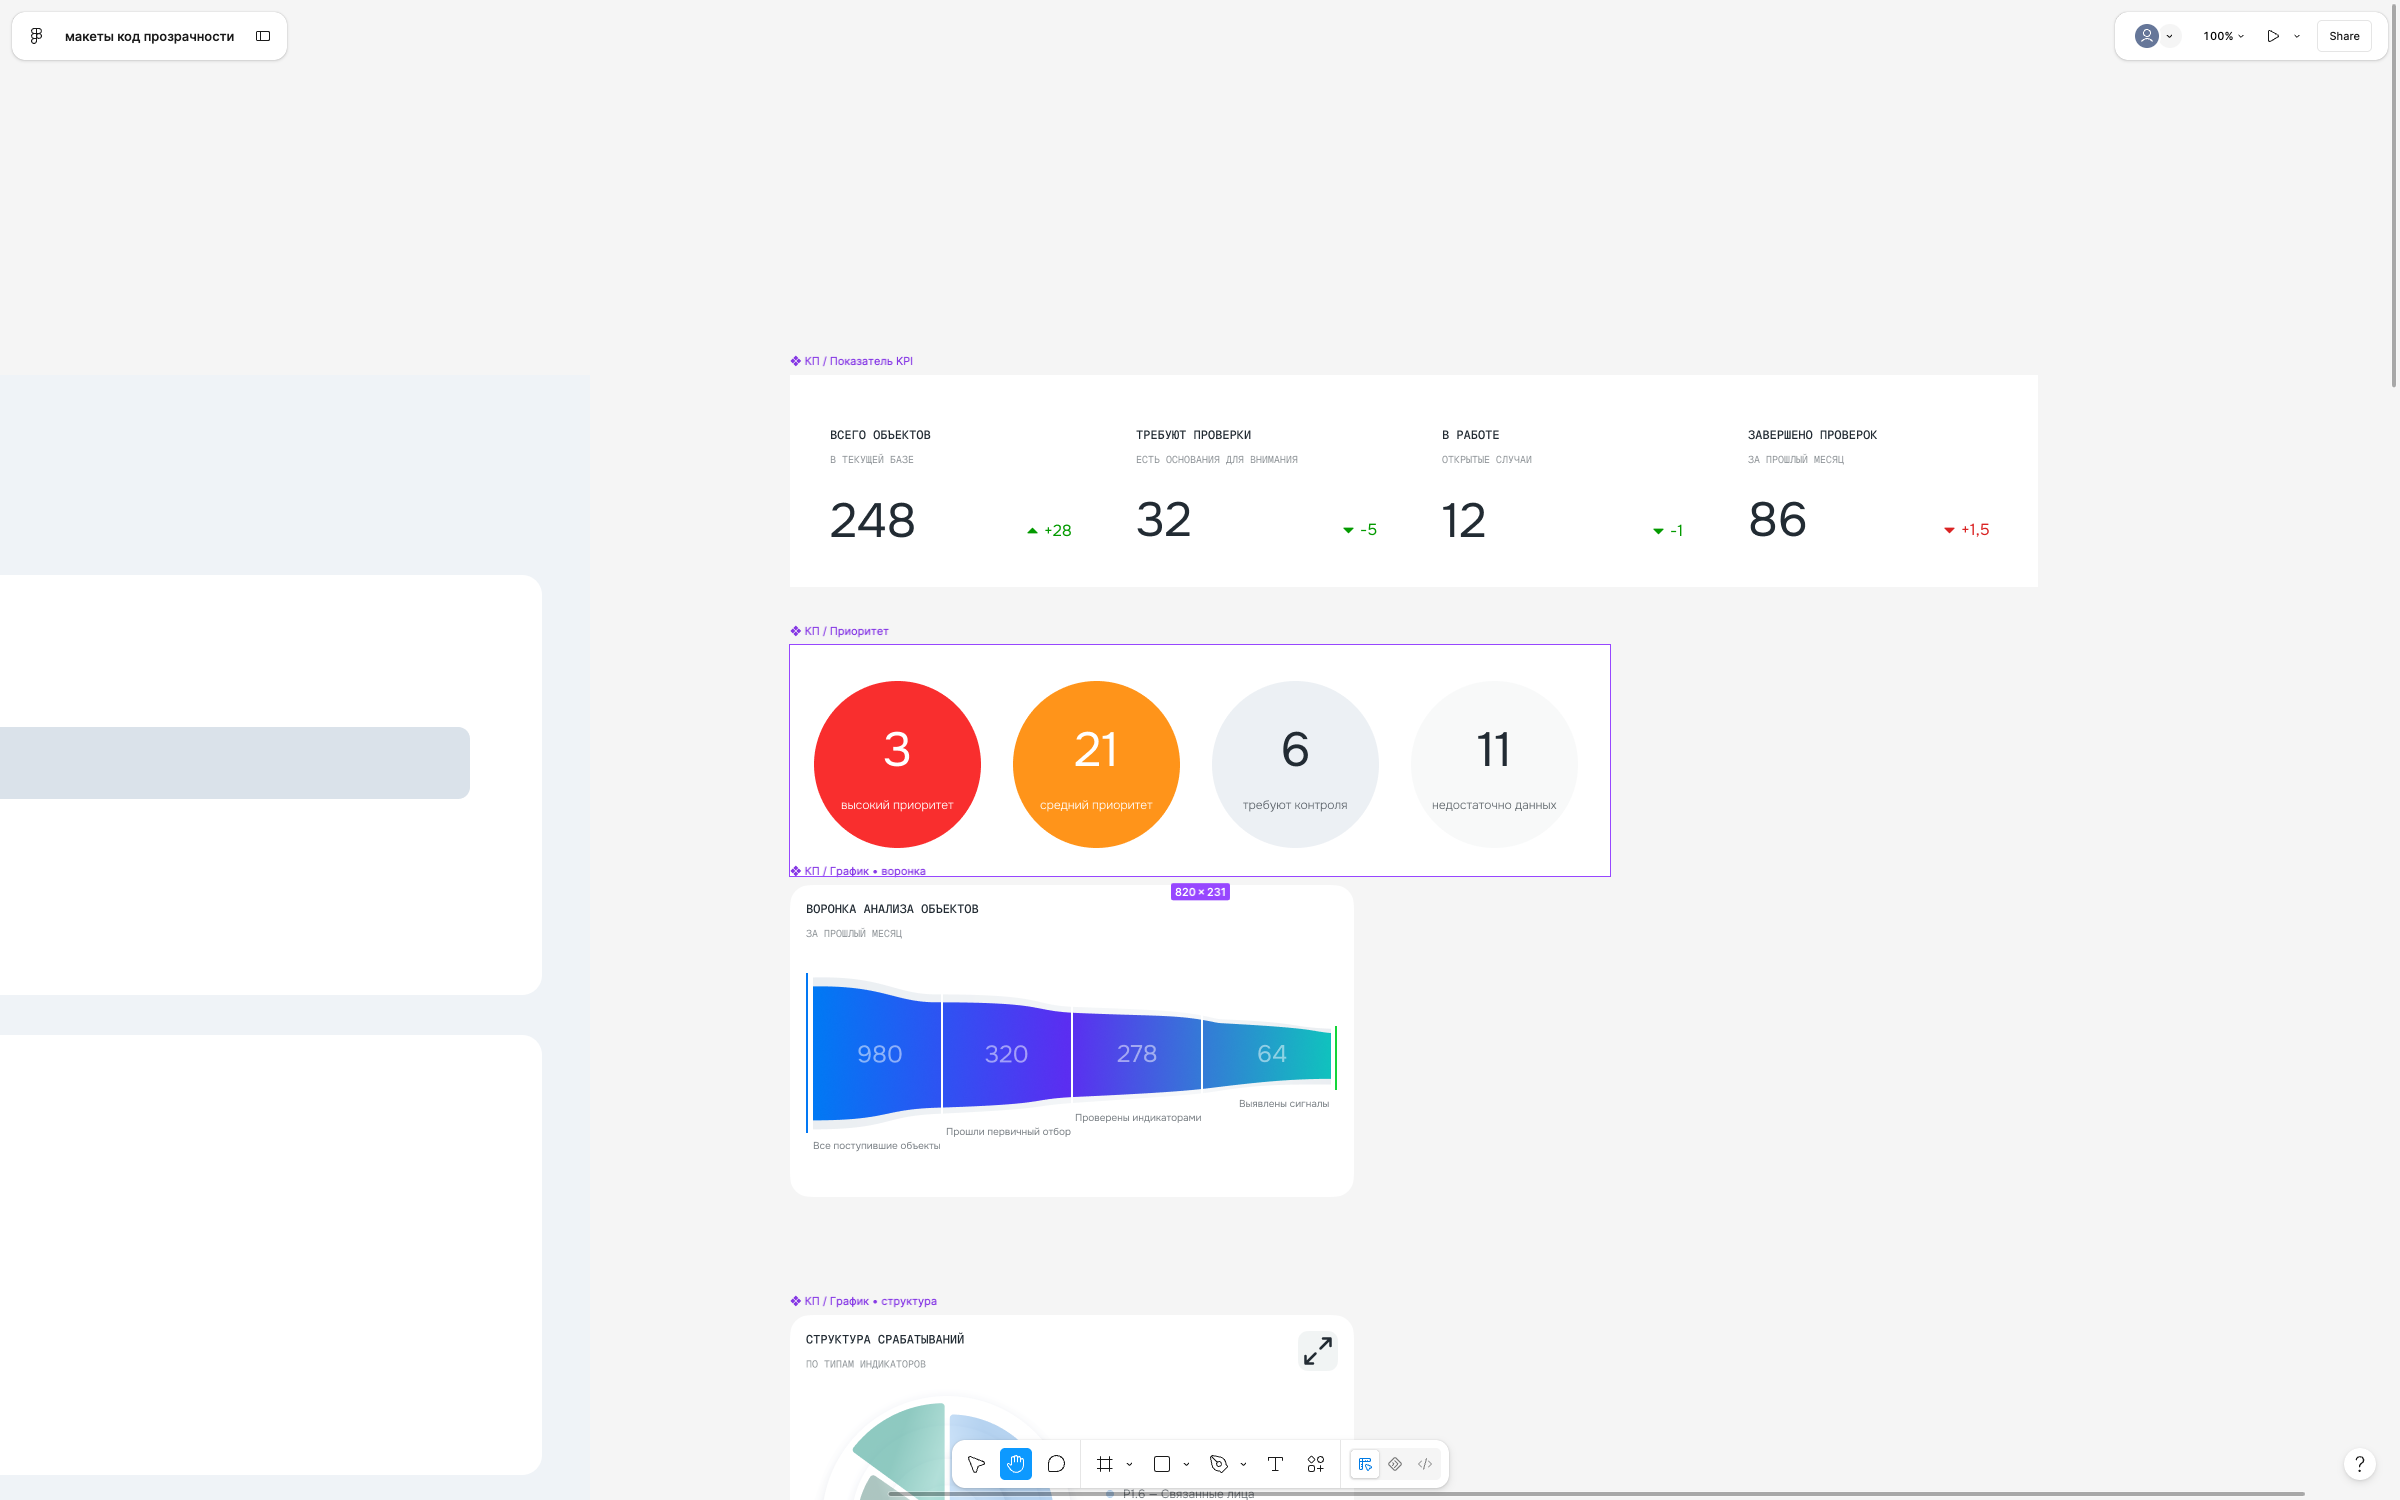 макеты код прозрачности
100%
Share
КП / Показатель KPI
ВСЕГО ОБЪЕКТОВ
В ТЕКУЩЕЙ БАЗЕ
248
+28
ТРЕБУЮТ ПРОВЕРКИ
ЕСТЬ ОСНОВАНИЯ ДЛЯ ВНИМАНИЯ
32
-5
В РАБОТЕ
ОТКРЫТЫЕ СЛУЧАИ
12
-1
ЗАВЕРШЕНО ПРОВЕРОК
ЗА ПРОШЛЫЙ МЕСЯЦ
86
+1,5
КП / Приоритет
3
высокий приоритет
21
средний приоритет
6
требуют контроля
11
недостаточно данных
КП / График • воронка
820 × 231
ВОРОНКА АНАЛИЗА ОБЪЕКТОВ
ЗА ПРОШЛЫЙ МЕСЯЦ
980
320
278
64
Выявлены сигналы
Проверены индикаторами
Прошли первичный отбор
Все поступившие объекты
КП / График • структура
СТРУКТУРА СРАБАТЫВАНИЙ
ПО ТИПАМ ИНДИКАТОРОВ
P1.6 — Связанные лица
?